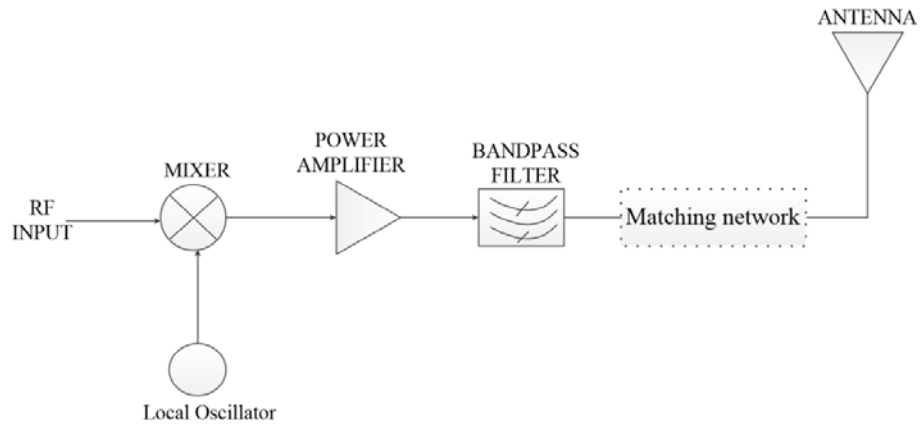 ANTENNA
POWER
AMPLIFIER
BANDPASS
FILTER
MIXER
RF
INPUT
Matching network
Local Oscillator